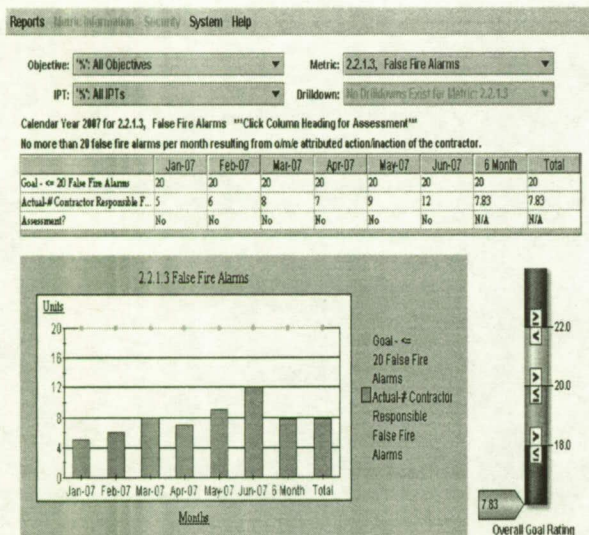 Reports Metric Information Security System Help
Objective: '%': All Objectives
Metric: 2.2.1.3, False Fire Alarms
IPT: '%': All IPTs
Drilldown: No Drilldowns Exist for Metric: 2.2.1.3
Calendar Year 2007 for 2.2.1.3, False Fire Alarms ***Click Column Heading for Assessment***
No more than 20 false fire alarms per month resulting from o/m/e attributed action/inaction of the contractor.
Jan-07 Feb-07 Mar-07 Apr-07 May-07 Jun-07 6 Month Total
Goal - <= 20 False Fire Alarms 20 20 20 20 20 20 20 20
Actual-# Contractor Responsible F... 5 6 8 7 9 12 7.83 7.83
Assessment? No No No No No No N/A N/A
2.2.1.3 False Fire Alarms
Units
20
16
12
8
4
0
Jan-07 Feb-07 Mar-07 Apr-07 May-07 Jun-07 6 Month Total
Months
Goal - <=
20 False Fire
Alarms
Actual-# Contractor
Responsible
False Fire
Alarms
≥
< 22.0
>
≤ 20.0
>
≤ 18.0
7.83
Overall Goal Rating